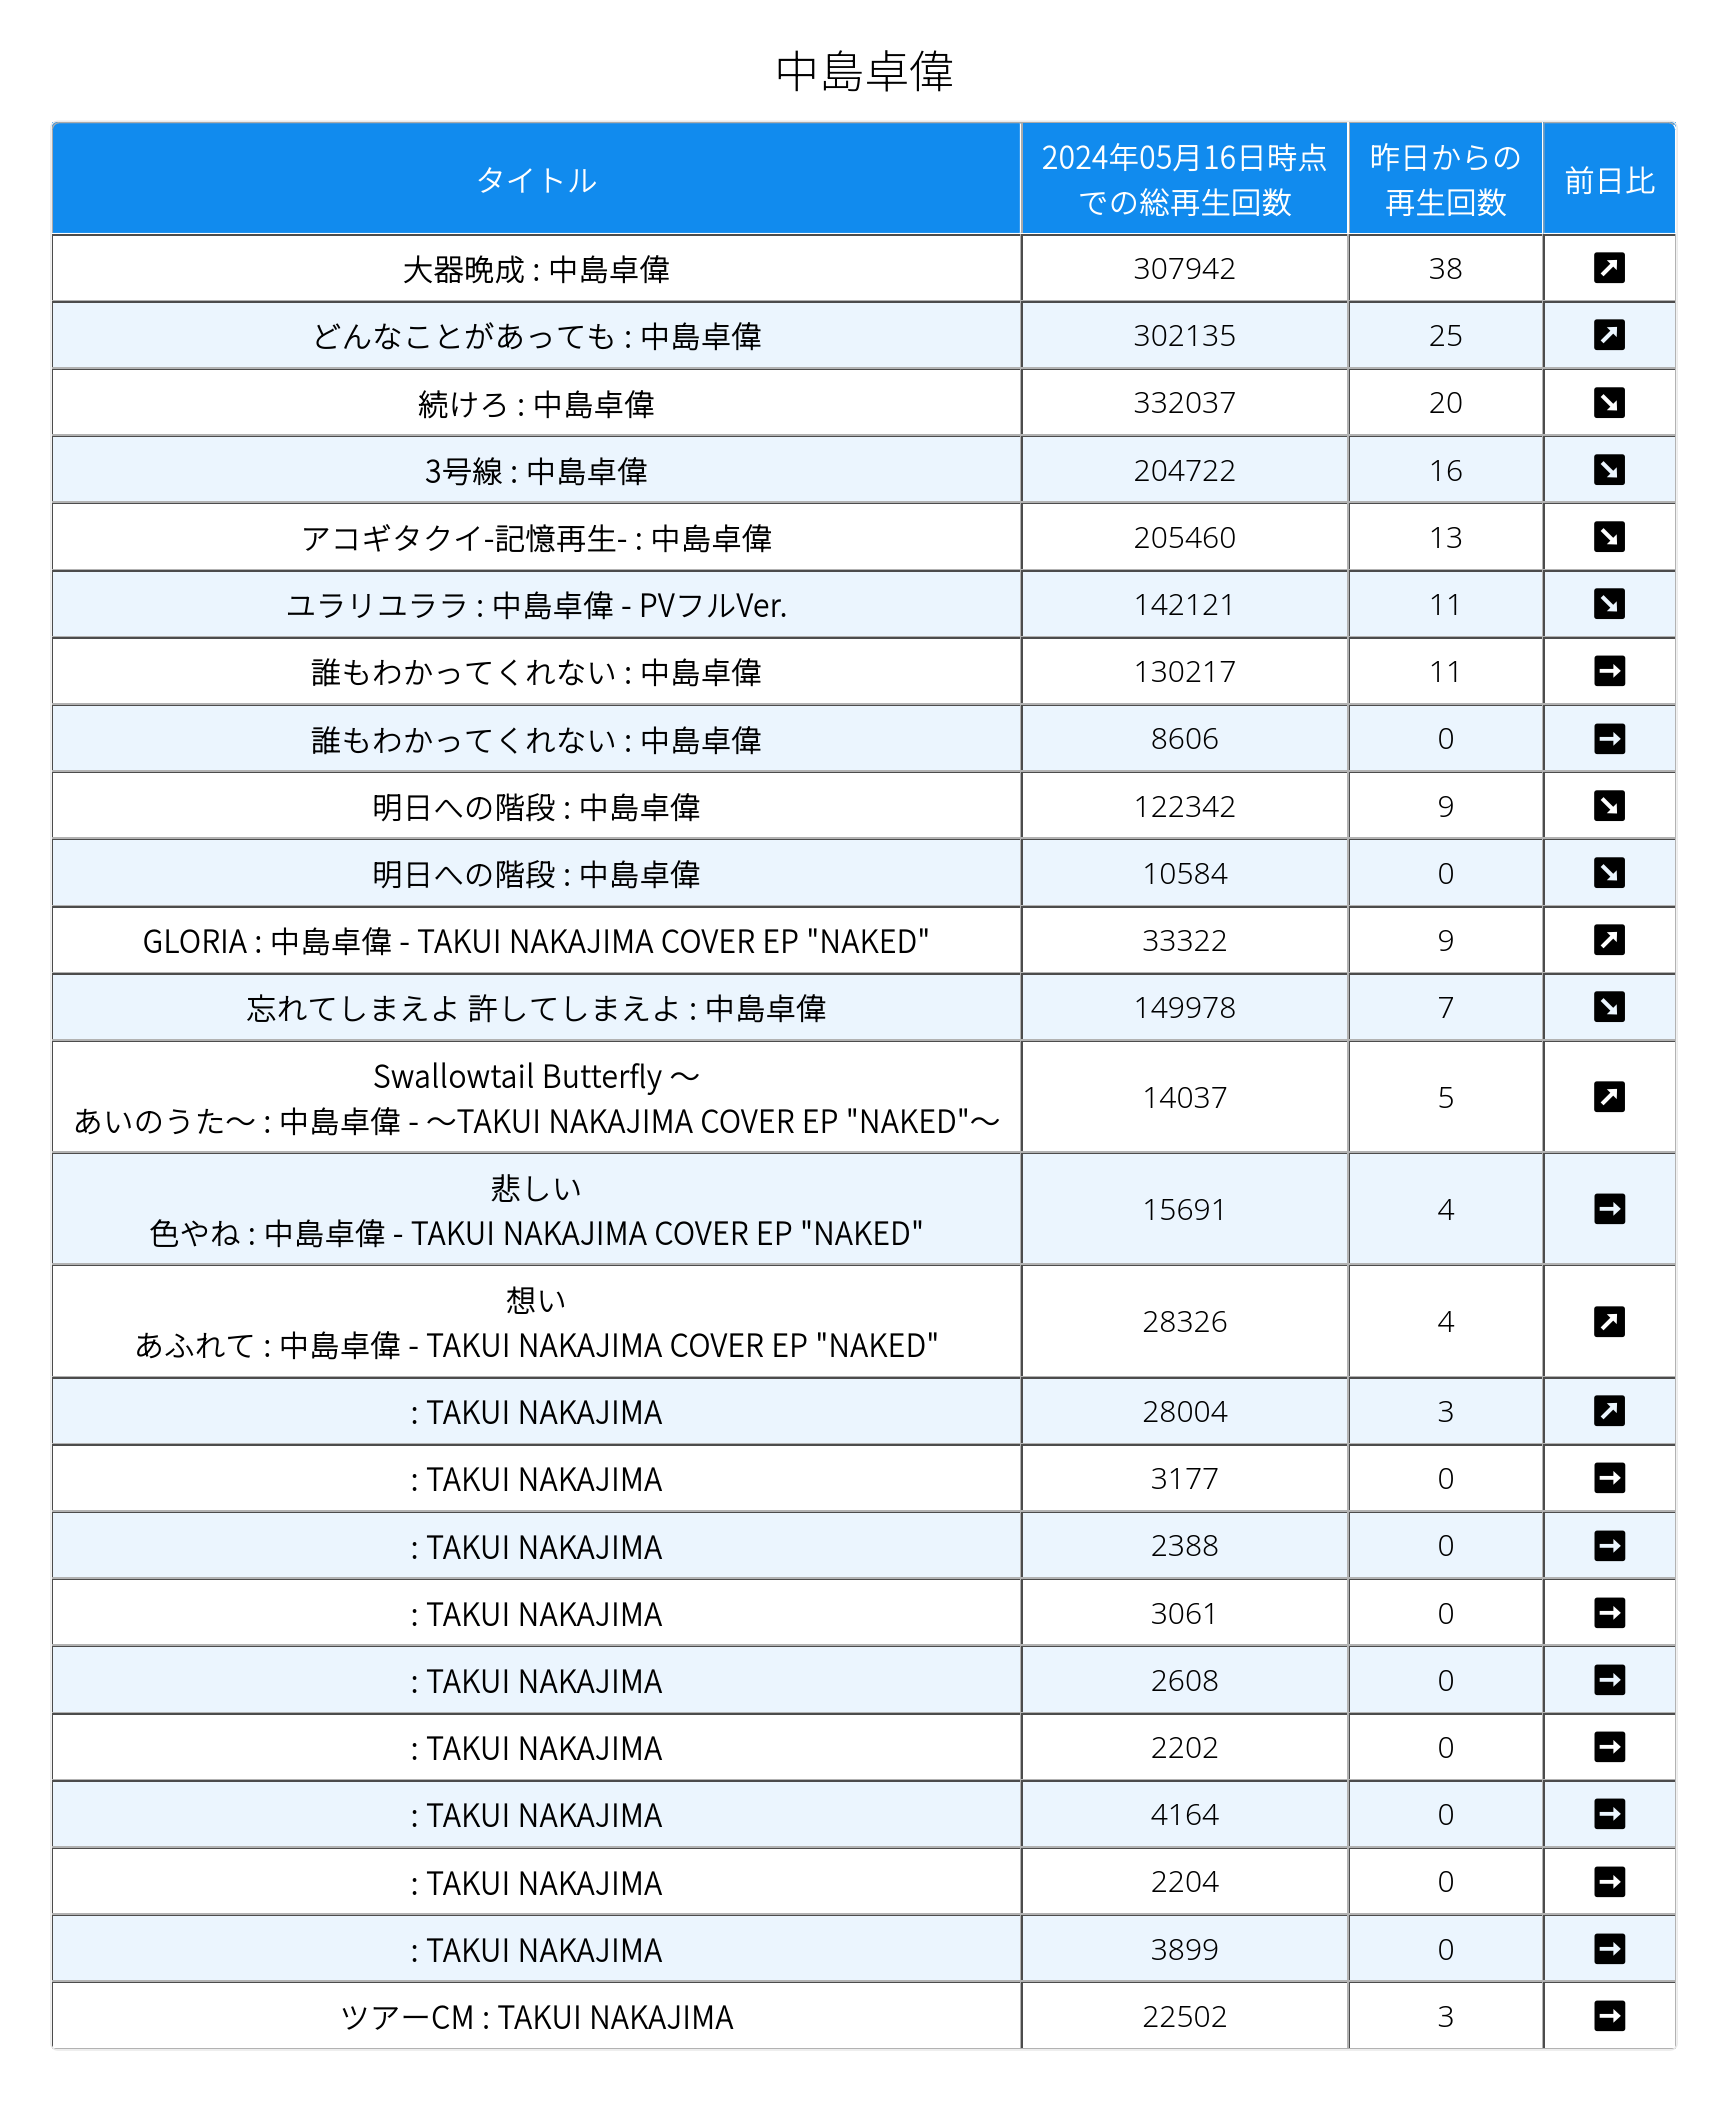 中島卓偉
タイトル 2024年05月16日時点 昨日からの 前日比
での総再生回数 再生回数
大器晩成 : 中島卓偉 307942 38 ↗
どんなことがあっても : 中島卓偉 302135 25 ↗
続けろ : 中島卓偉 332037 20 ↘
3号線 : 中島卓偉 204722 16 ↘
アコギタクイ-記憶再生- : 中島卓偉 205460 13 ↘
ユラリユララ : 中島卓偉 - PVフルVer. 142121 11 ↘
誰もわかってくれない : 中島卓偉 130217 11 →
誰もわかってくれない : 中島卓偉 8606 0 →
明日への階段 : 中島卓偉 122342 9 ↘
明日への階段 : 中島卓偉 10584 0 ↘
GLORIA : 中島卓偉 - TAKUI NAKAJIMA COVER EP "NAKED" 33322 9 ↗
忘れてしまえよ 許してしまえよ : 中島卓偉 149978 7 ↘
Swallowtail Butterfly ～
あいのうた～ : 中島卓偉 - ～TAKUI NAKAJIMA COVER EP "NAKED"～ 14037 5 ↗
悲しい
色やね : 中島卓偉 - TAKUI NAKAJIMA COVER EP "NAKED" 15691 4 →
想い
あふれて : 中島卓偉 - TAKUI NAKAJIMA COVER EP "NAKED" 28326 4 ↗
: TAKUI NAKAJIMA 28004 3 ↗
: TAKUI NAKAJIMA 3177 0 →
: TAKUI NAKAJIMA 2388 0 →
: TAKUI NAKAJIMA 3061 0 →
: TAKUI NAKAJIMA 2608 0 →
: TAKUI NAKAJIMA 2202 0 →
: TAKUI NAKAJIMA 4164 0 →
: TAKUI NAKAJIMA 2204 0 →
: TAKUI NAKAJIMA 3899 0 →
ツアーCM : TAKUI NAKAJIMA 22502 3 →